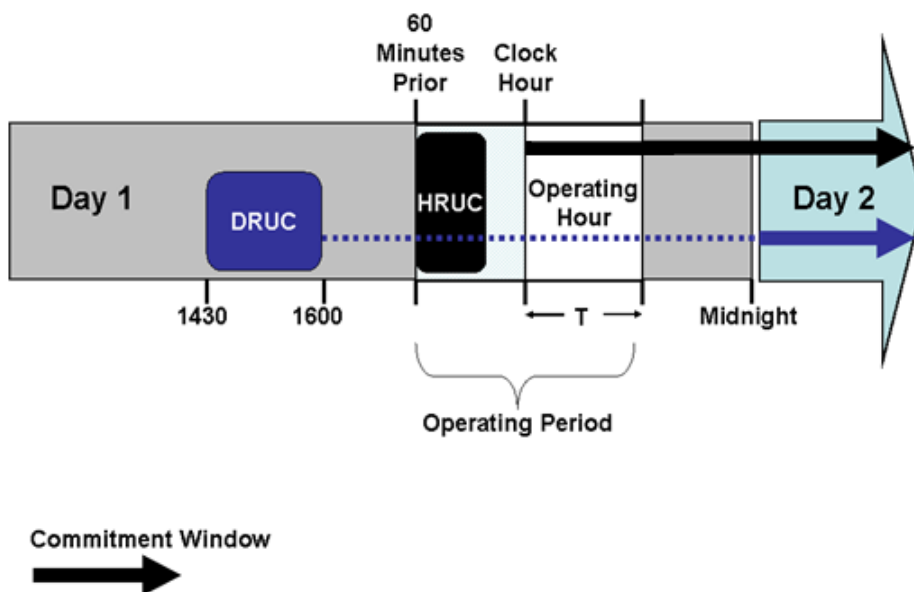 60
Minutes
Prior
Clock
Hour
Day 1
DRUC
HRUC
Operating
Hour
Day 2
1430
1600
T
Midnight
Operating Period
Commitment Window